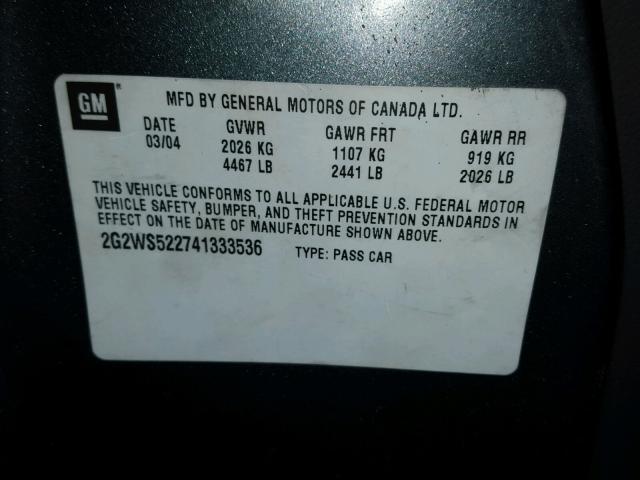 GM ®
MFD BY GENERAL MOTORS OF CANADA LTD.
DATE GVWR GAWR FRT GAWR RR
03/04 2026 KG 1107 KG 919 KG
4467 LB 2441 LB 2026 LB
THIS VEHICLE CONFORMS TO ALL APPLICABLE U.S. FEDERAL MOTOR
VEHICLE SAFETY, BUMPER, AND THEFT PREVENTION STANDARDS IN
EFFECT ON THE DATE OF MANUFACTURE SHOWN ABOVE.
2G2WS522741333536 TYPE: PASS CAR